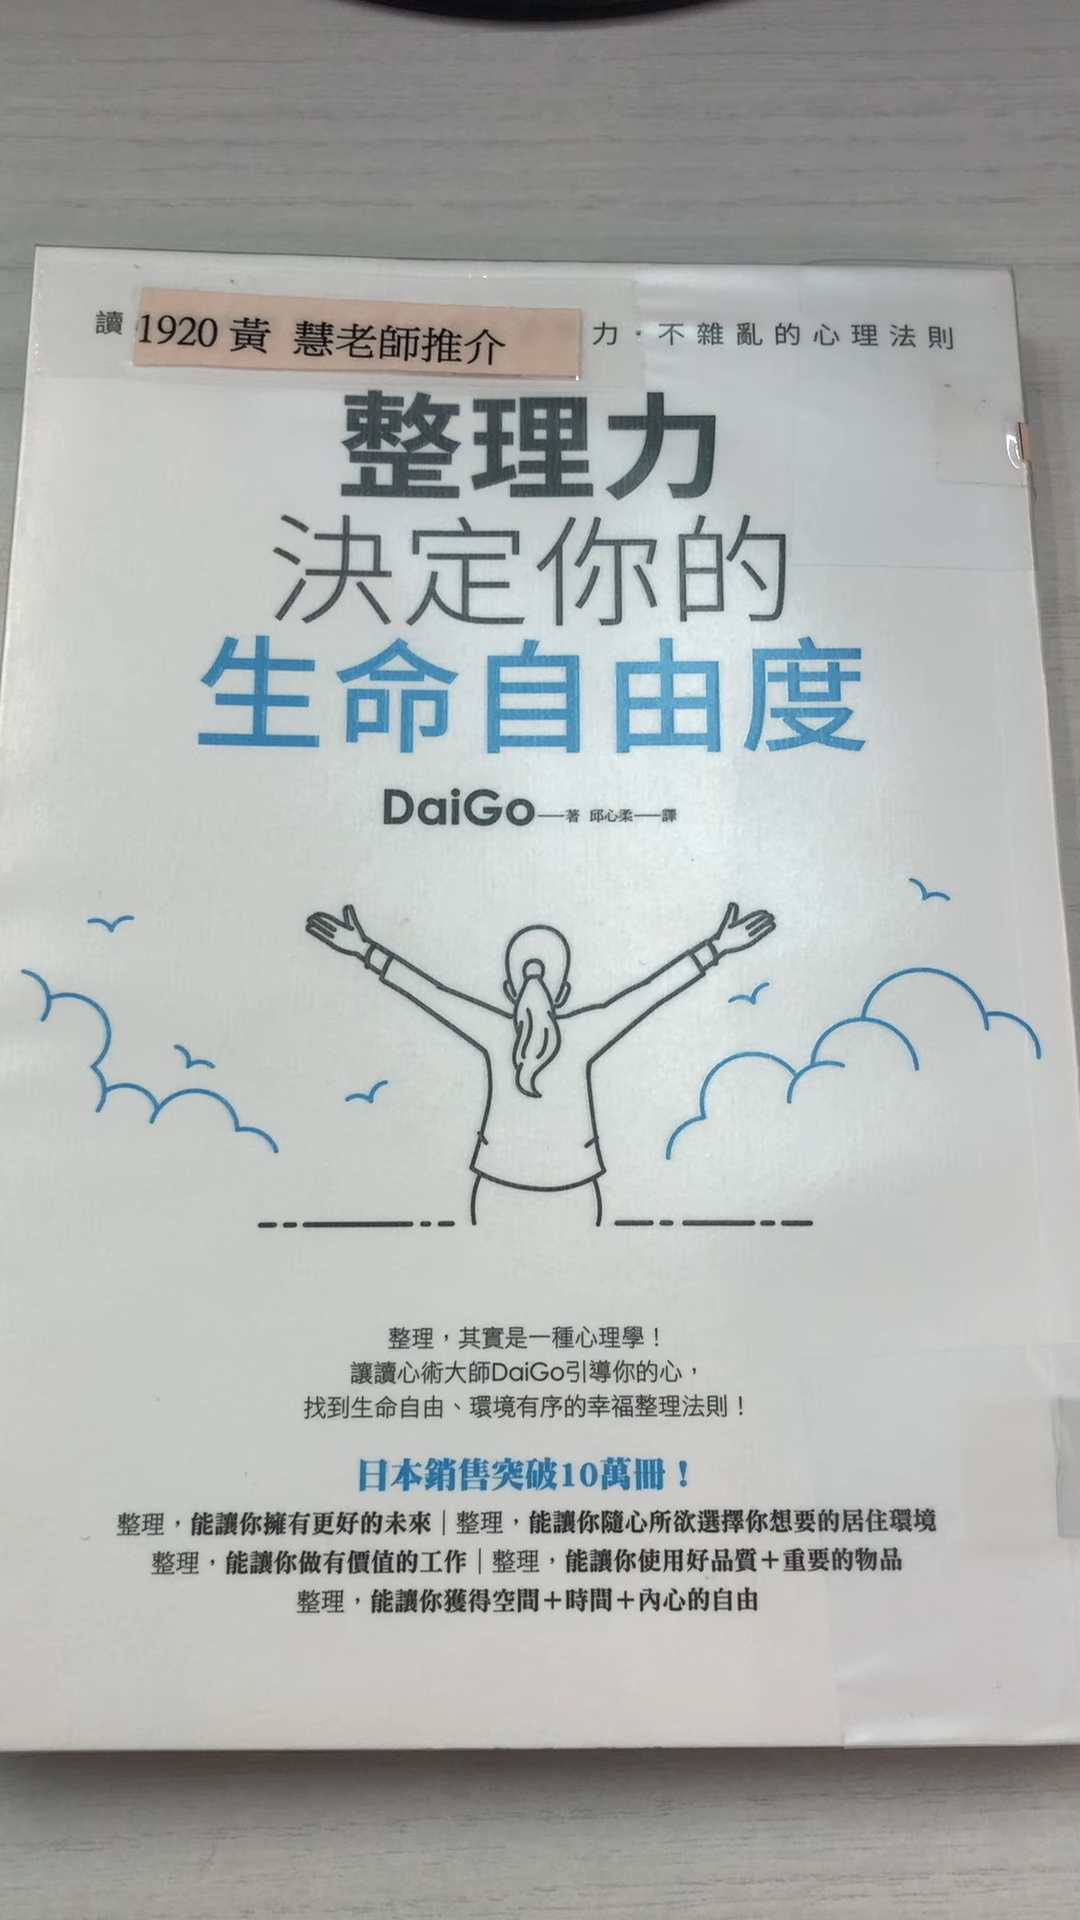 讀
1920 黃 慧老師推介
力・不雜亂的心理法則
整理力
決定你的
生命自由度
DaiGo──著 邱心柔──譯
整理，其實是一種心理學！
讓讀心術大師DaiGo引導你的心，
找到生命自由、環境有序的幸福整理法則！
日本銷售突破10萬冊！
整理，能讓你擁有更好的未來｜整理，能讓你隨心所欲選擇你想要的居住環境
整理，能讓你做有價值的工作｜整理，能讓你使用好品質＋重要的物品
整理，能讓你獲得空間＋時間＋內心的自由